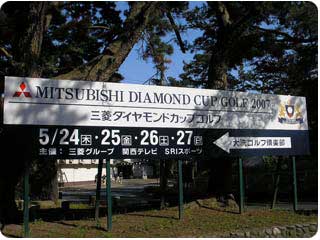 MITSUBISHI DIAMOND CUP GOLF 2007
三菱ダイヤモンドカップゴルフ
5/24木・25金・26土・27日
主催：三菱グループ 関西テレビ SRIスポーツ
大洗ゴルフ倶楽部